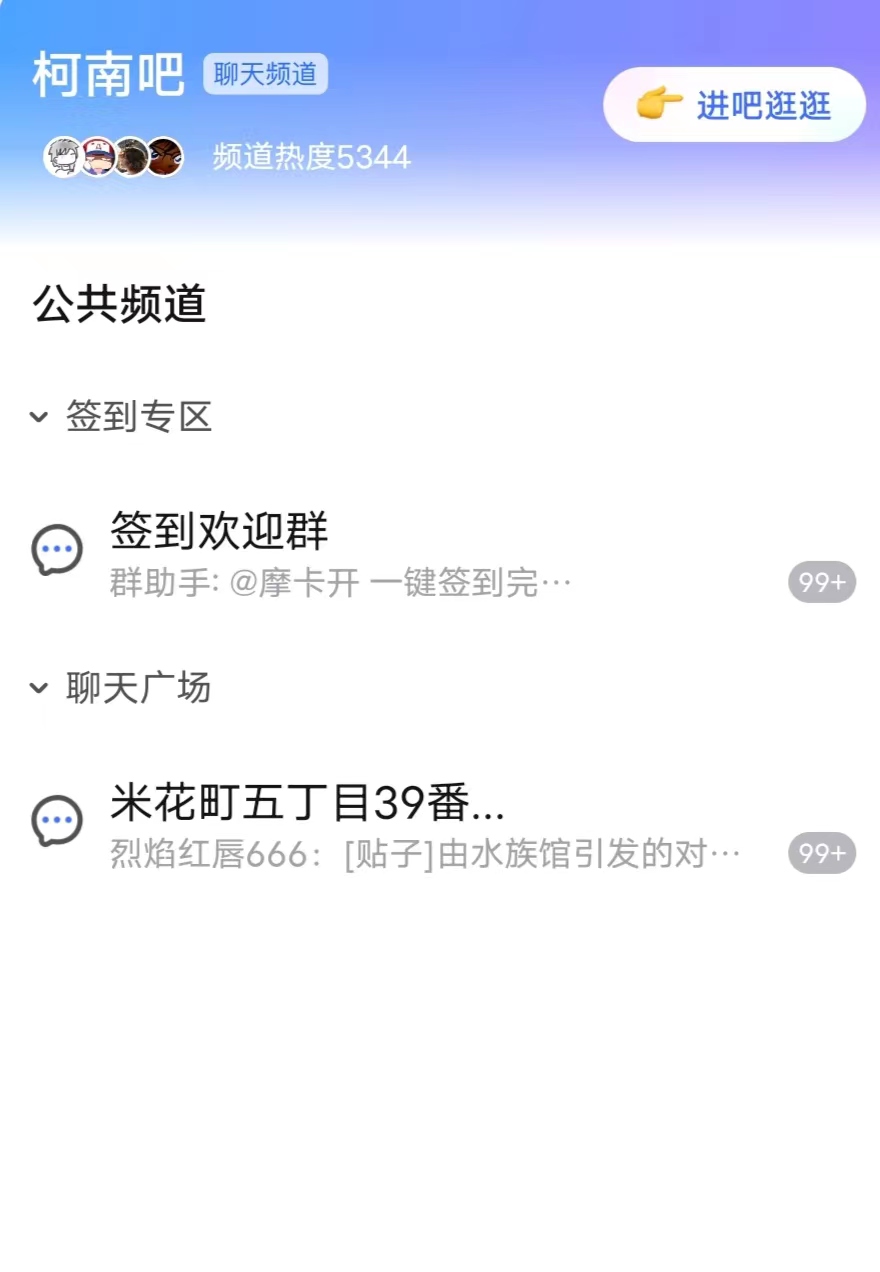 柯南吧 聊天频道
进吧逛逛
频道热度5344
公共频道
签到专区
签到欢迎群
群助手: @摩卡开 一键签到完…
99+
聊天广场
米花町五丁目39番...
烈焰红唇666：[贴子]由水族馆引发的对…
99+